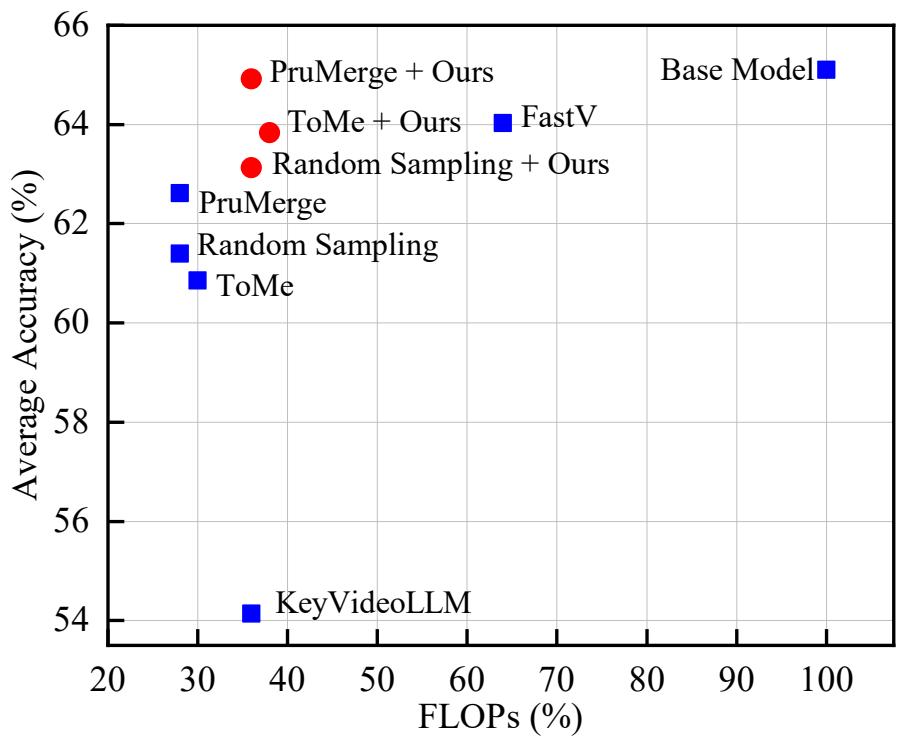 66
PruMerge + Ours
Base Model
ToMe + Ours
FastV
64
Random Sampling + Ours
PruMerge
62
Random Sampling
ToMe
60
58
56
KeyVideoLLM
54
Average Accuracy (%)
20 30 40 50 60 70 80 90 100
FLOPs (%)